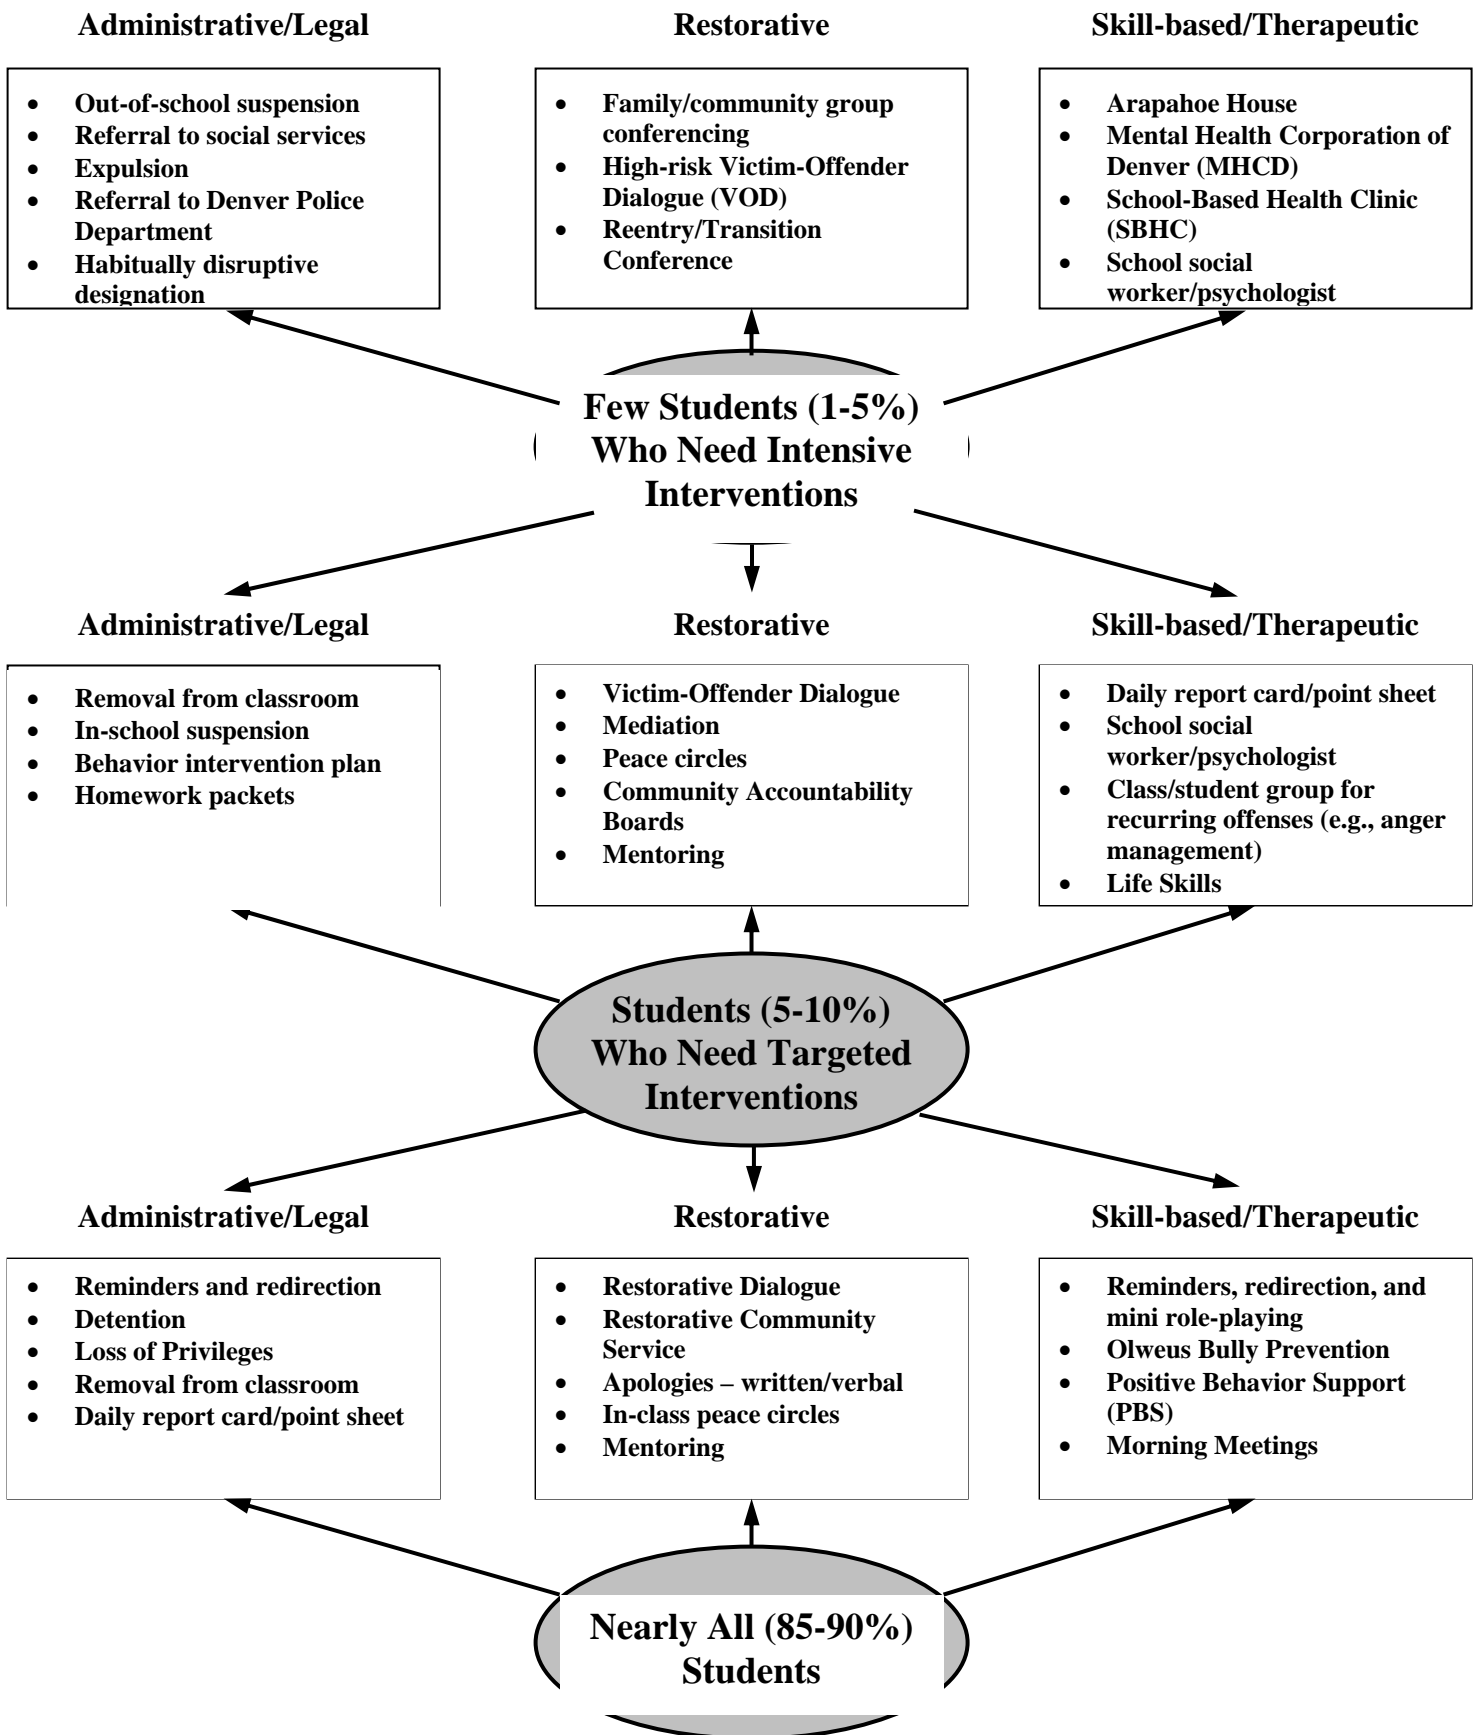 Administrative/Legal
Restorative
Skill-based/Therapeutic
• Out-of-school suspension
• Referral to social services
• Expulsion
• Referral to Denver Police
Department
• Habitually disruptive
designation
• Family/community group
conferencing
• High-risk Victim-Offender
Dialogue (VOD)
• Reentry/Transition
Conference
• Arapahoe House
• Mental Health Corporation of
Denver (MHCD)
• School-Based Health Clinic
(SBHC)
• School social
worker/psychologist
Few Students (1-5%)
Who Need Intensive
Interventions
Administrative/Legal
Restorative
Skill-based/Therapeutic
• Removal from classroom
• In-school suspension
• Behavior intervention plan
• Homework packets
• Victim-Offender Dialogue
• Mediation
• Peace circles
• Community Accountability
Boards
• Mentoring
• Daily report card/point sheet
• School social
worker/psychologist
• Class/student group for
recurring offenses (e.g., anger
management)
• Life Skills
Students (5-10%)
Who Need Targeted
Interventions
Administrative/Legal
Restorative
Skill-based/Therapeutic
• Reminders and redirection
• Detention
• Loss of Privileges
• Removal from classroom
• Daily report card/point sheet
• Restorative Dialogue
• Restorative Community
Service
• Apologies – written/verbal
• In-class peace circles
• Mentoring
• Reminders, redirection, and
mini role-playing
• Olweus Bully Prevention
• Positive Behavior Support
(PBS)
• Morning Meetings
Nearly All (85-90%)
Students